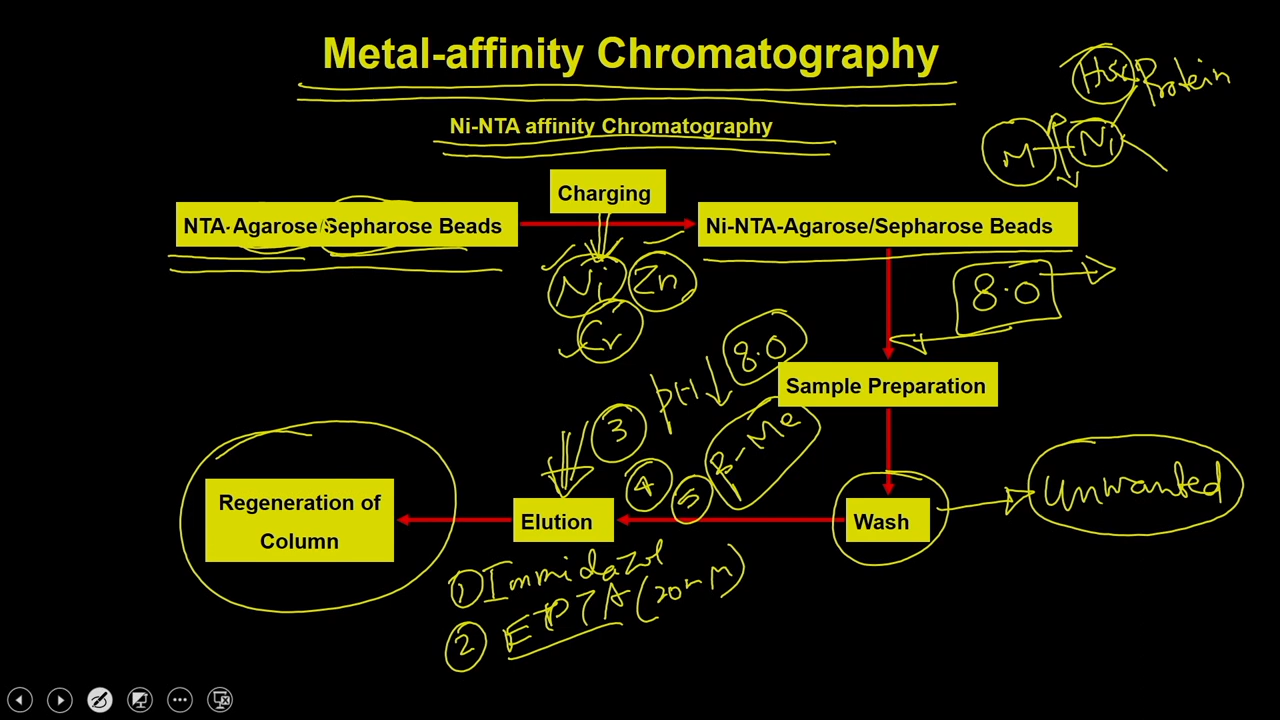 Metal-affinity Chromatography
Ni-NTA affinity Chromatography
His Protein
M Ni
Charging
NTA-Agarose/Sepharose Beads
Ni-NTA-Agarose/Sepharose Beads
Ni Zn
Cr
8.0
pH 8.0
Sample Preparation
3
4
5 β-Me
Regeneration of
Column
Elution
Wash
unwanted
1) Immidazol
2 EDTA (20mM)